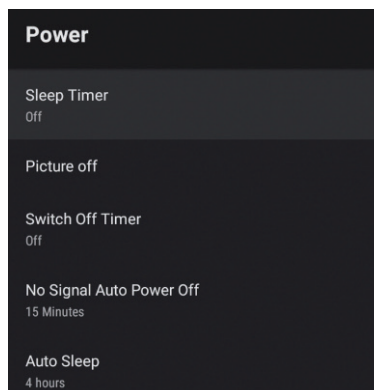 Power
Sleep Timer
Off
Picture off
Switch Off Timer
Off
No Signal Auto Power Off
15 Minutes
Auto Sleep
4 hours